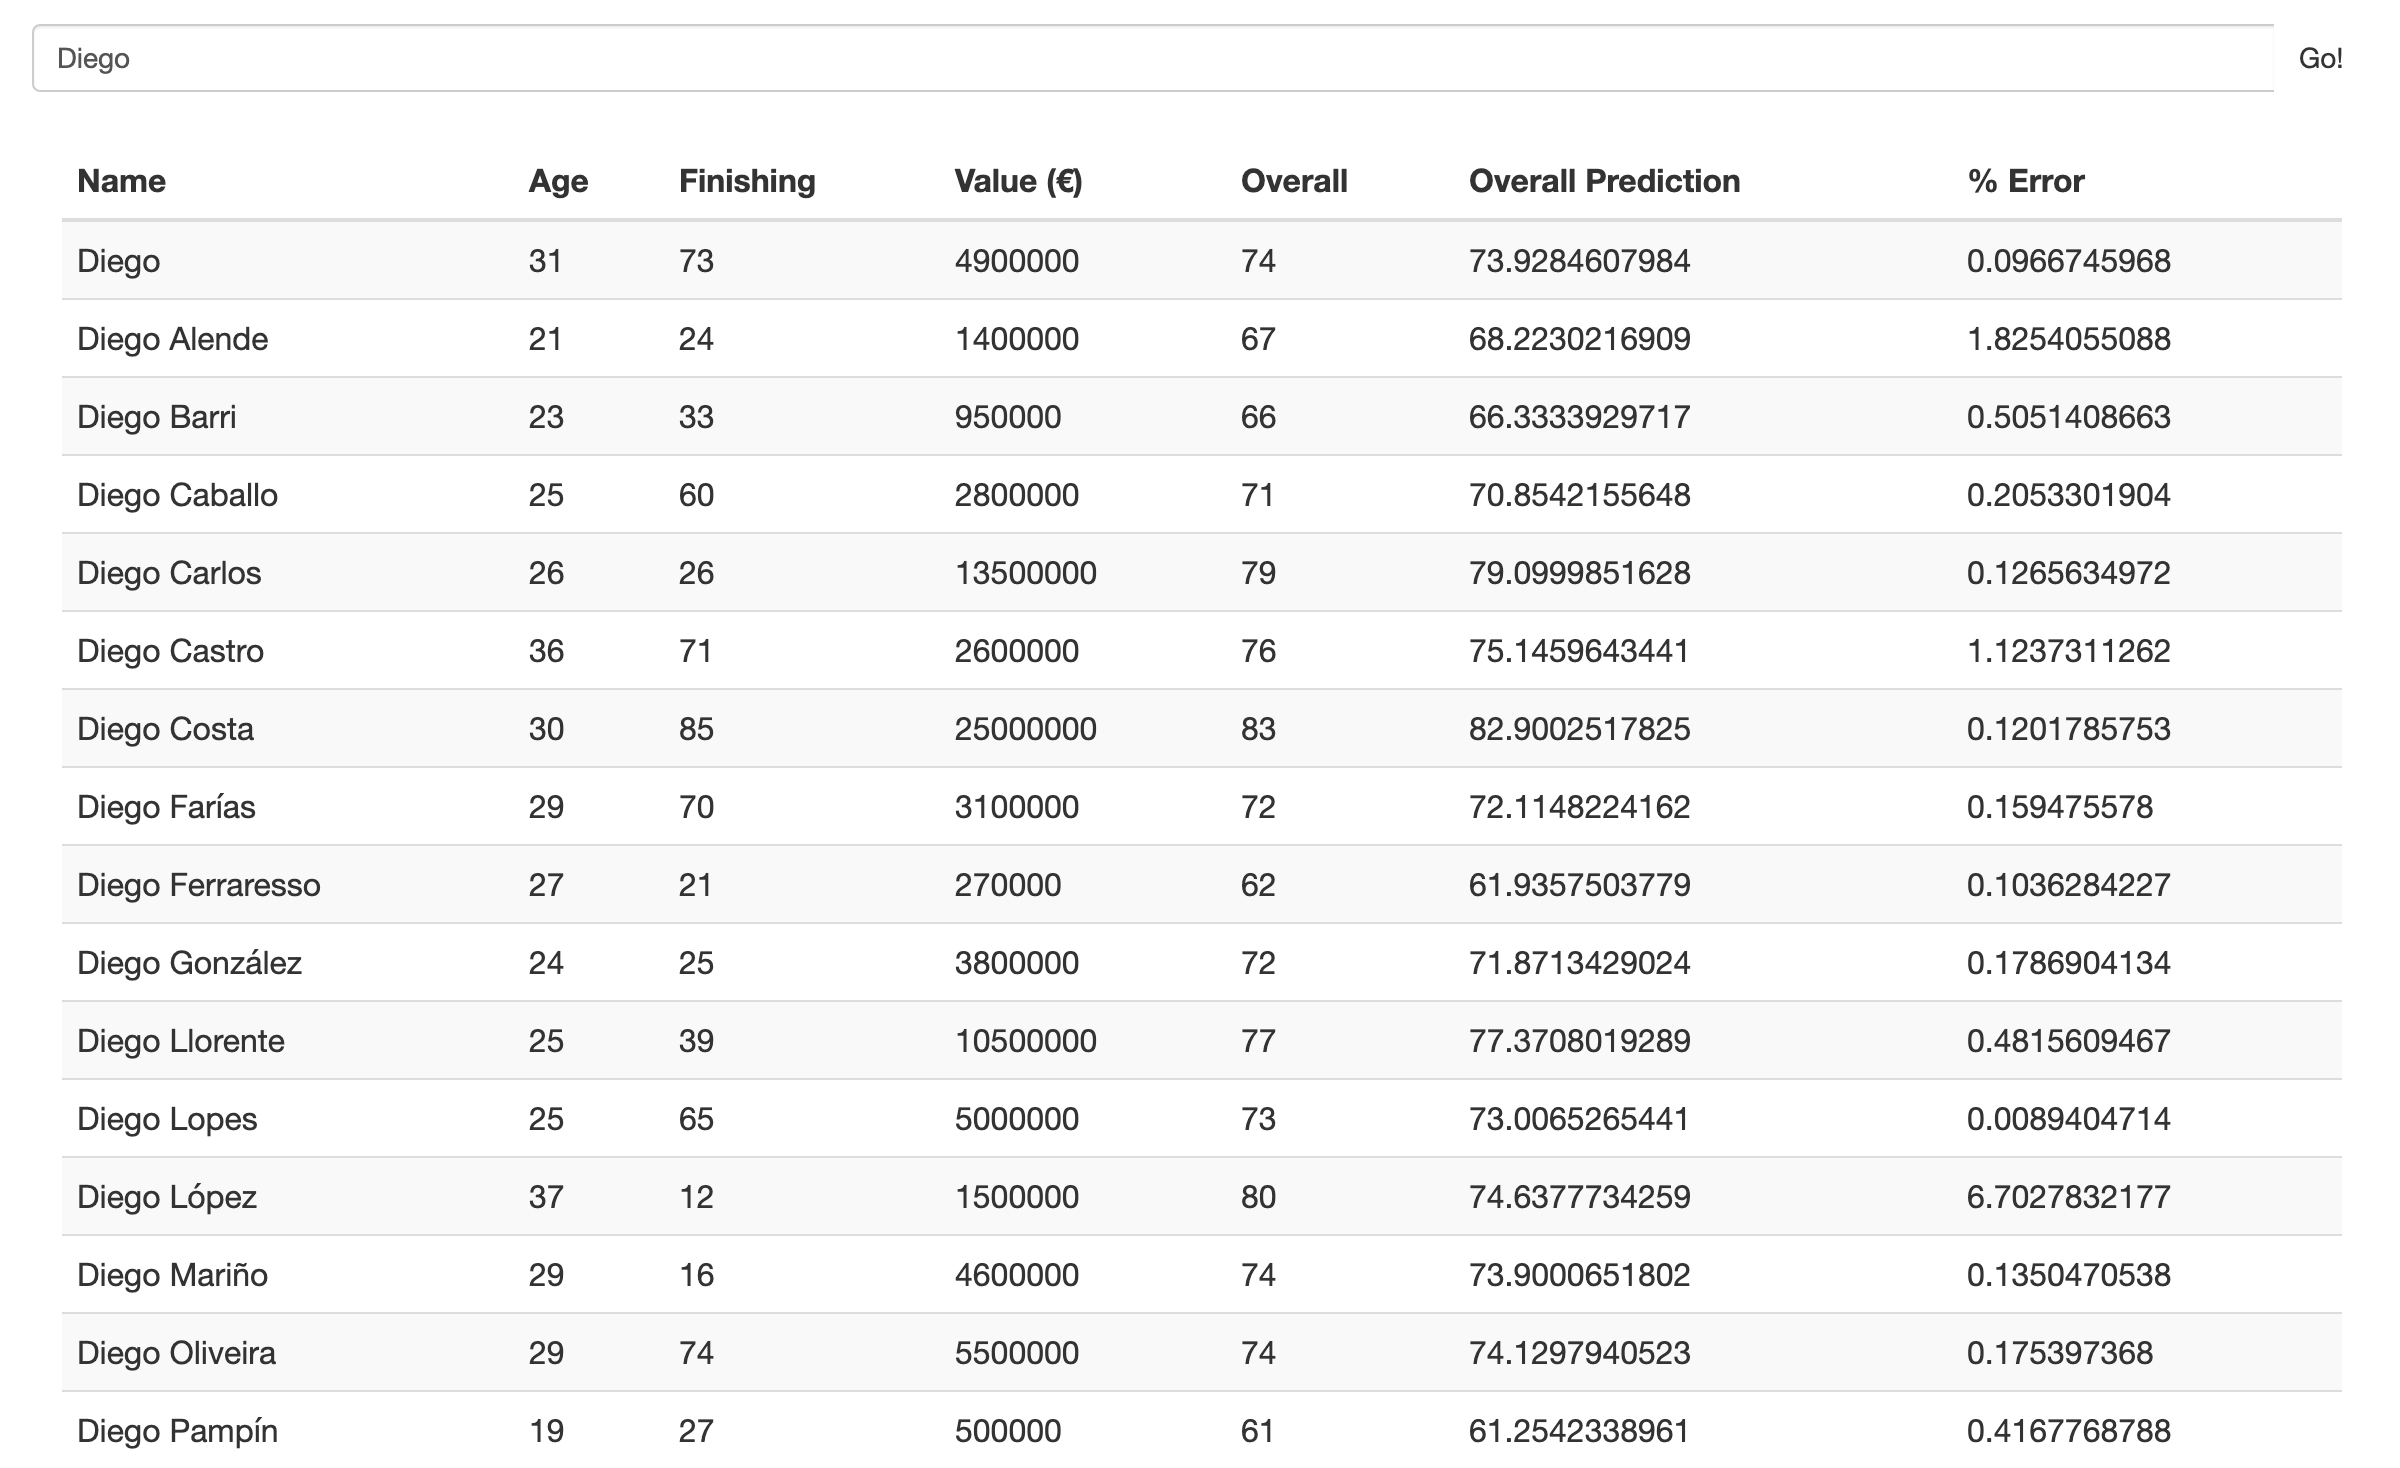 Diego Go!
Name Age Finishing Value (€) Overall Overall Prediction % Error
Diego 31 73 4900000 74 73.9284607984 0.0966745968
Diego Alende 21 24 1400000 67 68.2230216909 1.8254055088
Diego Barri 23 33 950000 66 66.3333929717 0.5051408663
Diego Caballo 25 60 2800000 71 70.8542155648 0.2053301904
Diego Carlos 26 26 13500000 79 79.0999851628 0.1265634972
Diego Castro 36 71 2600000 76 75.1459643441 1.1237311262
Diego Costa 30 85 25000000 83 82.9002517825 0.1201785753
Diego Farías 29 70 3100000 72 72.1148224162 0.159475578
Diego Ferraresso 27 21 270000 62 61.9357503779 0.1036284227
Diego González 24 25 3800000 72 71.8713429024 0.1786904134
Diego Llorente 25 39 10500000 77 77.3708019289 0.4815609467
Diego Lopes 25 65 5000000 73 73.0065265441 0.0089404714
Diego López 37 12 1500000 80 74.6377734259 6.7027832177
Diego Mariño 29 16 4600000 74 73.9000651802 0.1350470538
Diego Oliveira 29 74 5500000 74 74.1297940523 0.175397368
Diego Pampín 19 27 500000 61 61.2542338961 0.4167768788